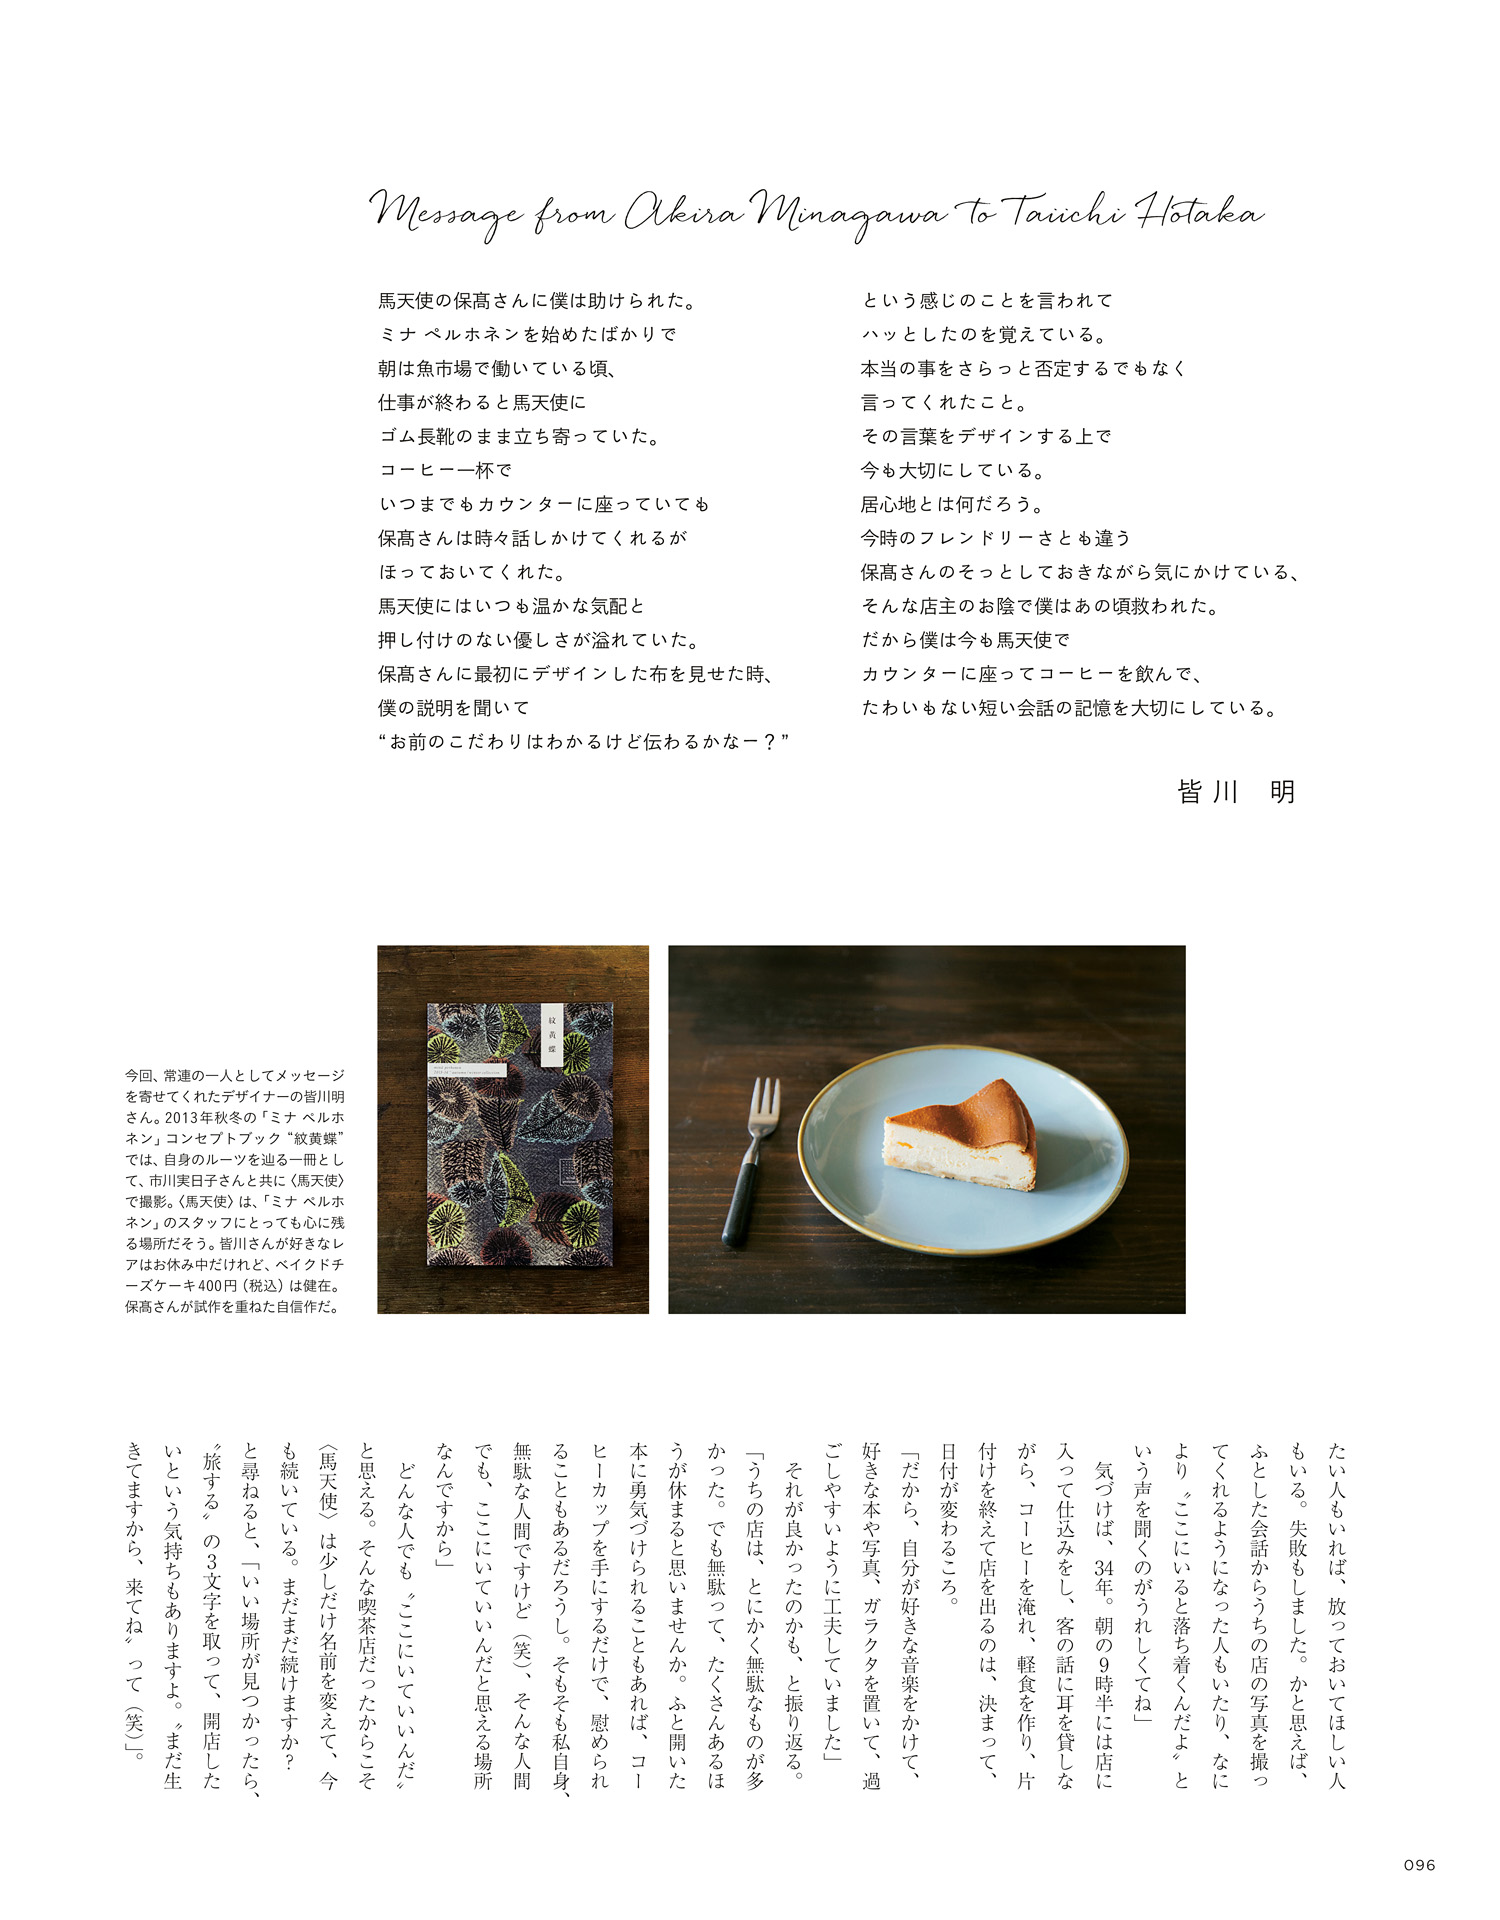 Message from Akira Minagawa to Taiichi Hotaka
馬天使の保髙さんに僕は助けられた。
ミナ ペルホネンを始めたばかりで
朝は魚市場で働いている頃、
仕事が終わると馬天使に
ゴム長靴のまま立ち寄っていた。
コーヒー一杯で
いつまでもカウンターに座っていても
保髙さんは時々話しかけてくれるが
ほっておいてくれた。
馬天使にはいつも温かな気配と
押し付けのない優しさが溢れていた。
保髙さんに最初にデザインした布を見せた時、
僕の説明を聞いて
“お前のこだわりはわかるけど伝わるかなー？”
という感じのことを言われて
ハッとしたのを覚えている。
本当の事をさらっと否定するでもなく
言ってくれたこと。
その言葉をデザインする上で
今も大切にしている。
居心地とは何だろう。
今時のフレンドリーさとも違う
保髙さんのそっとしておきながら気にかけている、
そんな店主のお陰で僕はあの頃救われた。
だから僕は今も馬天使で
カウンターに座ってコーヒーを飲んで、
たわいもない短い会話の記憶を大切にしている。
皆川　明
紋黄蝶
今回、常連の一人としてメッセージ
を寄せてくれたデザイナーの皆川明
さん。2013年秋冬の「ミナ ペルホ
ネン」コンセプトブック“紋黄蝶”
では、自身のルーツを辿る一冊とし
て、市川実日子さんと共に〈馬天使〉
で撮影。〈馬天使〉は、「ミナ ペルホ
ネン」のスタッフにとっても心に残
る場所だそう。皆川さんが好きなレ
アはお休み中だけれど、ベイクドチ
ーズケーキ400円（税込）は健在。
保髙さんが試作を重ねた自信作だ。
たい人もいれば、放っておいてほしい人
もいる。失敗もしました。かと思えば、
ふとした会話からうちの店の写真を撮っ
てくれるようになった人もいたり、なに
より〝ここにいると落ち着くんだよ〟と
いう声を聞くのがうれしくてね」
気づけば、34年。朝の9時半には店に
入って仕込みをし、客の話に耳を貸しな
がら、コーヒーを淹れ、軽食を作り、片
付けを終えて店を出るのは、決まって、
日付が変わるころ。
「だから、自分が好きな音楽をかけて、
好きな本や写真、ガラクタを置いて、過
ごしやすいように工夫していました」
それが良かったのかも、と振り返る。
「うちの店は、とにかく無駄なものが多
かった。でも無駄って、たくさんあるほ
うが休まると思いませんか。ふと開いた
本に勇気づけられることもあれば、コー
ヒーカップを手にするだけで、慰められ
ることもあるだろうし。そもそも私自身、
無駄な人間ですけど（笑）、そんな人間
でも、ここにいていいんだと思える場所
なんですから」
どんな人でも〝ここにいていいんだ〟
と思える。そんな喫茶店だったからこそ
〈馬天使〉は少しだけ名前を変えて、今
も続いている。まだまだ続けますか？
と尋ねると、「いい場所が見つかったら、
〝旅する〟の3文字を取って、開店した
いという気持ちもありますよ。〝まだ生
きてますから、来てね〟って（笑）」。
096